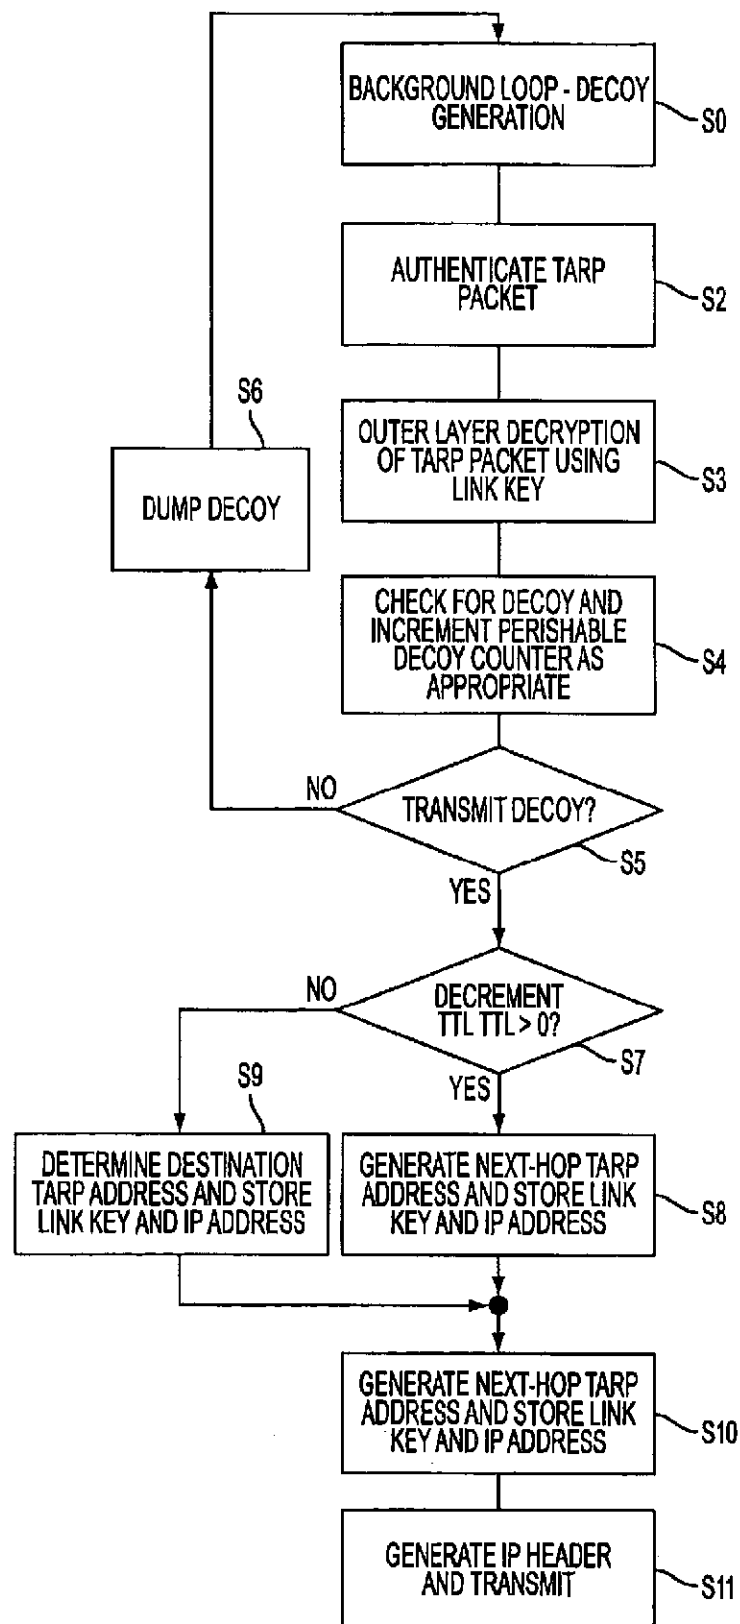 BACKGROUND LOOP - DECOY
GENERATION
S0
AUTHENTICATE TARP
PACKET
S2
S6
DUMP DECOY
OUTER LAYER DECRYPTION
OF TARP PACKET USING
LINK KEY
S3
CHECK FOR DECOY AND
INCREMENT PERISHABLE
DECOY COUNTER AS
APPROPRIATE
S4
NO
TRANSMIT DECOY?
S5
YES
NO
DECREMENT
TTL TTL > 0?
S7
YES
S9
DETERMINE DESTINATION
TARP ADDRESS AND STORE
LINK KEY AND IP ADDRESS
GENERATE NEXT-HOP TARP
ADDRESS AND STORE LINK
KEY AND IP ADDRESS
S8
GENERATE NEXT-HOP TARP
ADDRESS AND STORE LINK
KEY AND IP ADDRESS
S10
GENERATE IP HEADER
AND TRANSMIT
S11